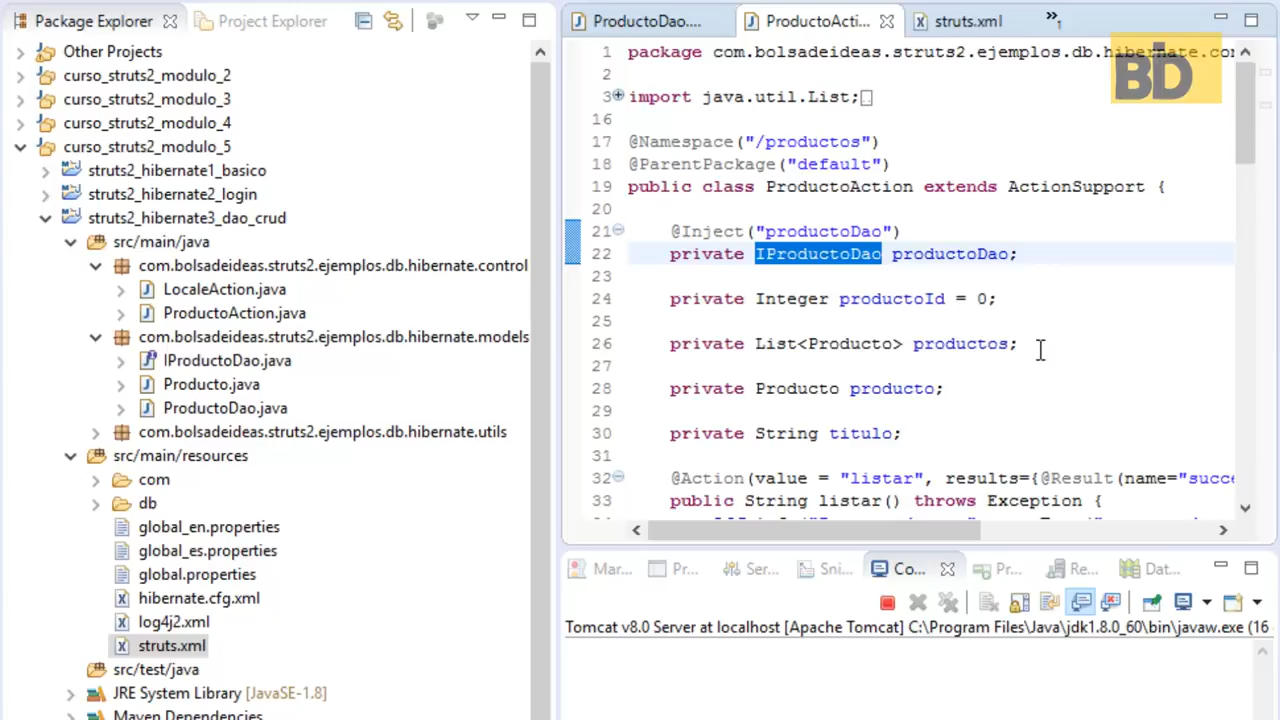 Package Explorer
Project Explorer
Other Projects
curso_struts2_modulo_2
curso_struts2_modulo_3
curso_struts2_modulo_4
curso_struts2_modulo_5
struts2_hibernate1_basico
struts2_hibernate2_login
struts2_hibernate3_dao_crud
src/main/java
com.bolsadeideas.struts2.ejemplos.db.hibernate.control
LocaleAction.java
ProductoAction.java
com.bolsadeideas.struts2.ejemplos.db.hibernate.models
IProductoDao.java
Producto.java
ProductoDao.java
com.bolsadeideas.struts2.ejemplos.db.hibernate.utils
src/main/resources
com
db
global_en.properties
global_es.properties
global.properties
hibernate.cfg.xml
log4j2.xml
struts.xml
src/test/java
JRE System Library [JavaSE-1.8]
Maven Dependencies
ProductoDao....
ProductoActi...
struts.xml
»1
BD
1 package com.bolsadeideas.struts2.ejemplos.db.hibernate.con
2
3 import java.util.List;
16
17 @Namespace("/productos")
18 @ParentPackage("default")
19 public class ProductoAction extends ActionSupport {
20
21 @Inject("productoDao")
22 private IProductoDao productoDao;
23
24 private Integer productoId = 0;
25
26 private List<Producto> productos;
27
28 private Producto producto;
29
30 private String titulo;
31
32 @Action(value = "listar", results={@Result(name="succe
33 public String listar() throws Exception {
Mar...
Pr...
Ser...
Sni...
Co...
Pr...
Re...
Dat...
Tomcat v8.0 Server at localhost [Apache Tomcat] C:\Program Files\Java\jdk1.8.0_60\bin\javaw.exe (16